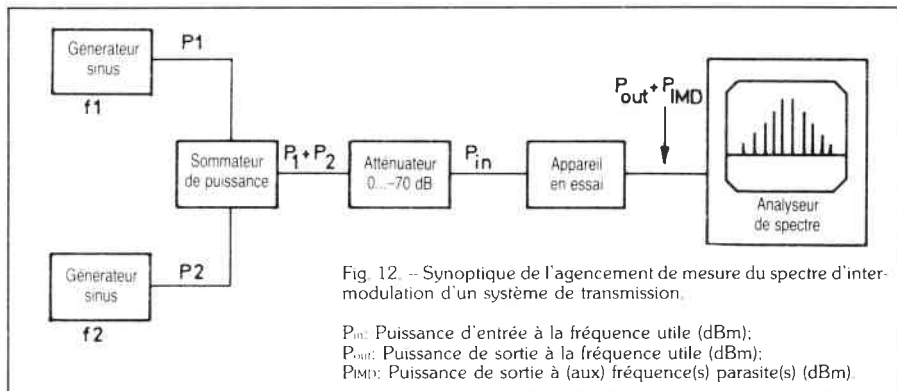 Générateur
sinus
f1
P1
Sommateur
de puissance
P1 + P2
Atténuateur
0...–70 dB
Pin
Appareil
en essai
Pout + PIMD
Analyseur
de spectre
Générateur
sinus
f2
P2
Fig. 12. – Synoptique de l'agencement de mesure du spectre d'inter-
modulation d'un système de transmission.
Pin: Puissance d'entrée à la fréquence utile (dBm);
Pout: Puissance de sortie à la fréquence utile (dBm);
PIMD: Puissance de sortie à (aux) fréquence(s) parasite(s) (dBm).